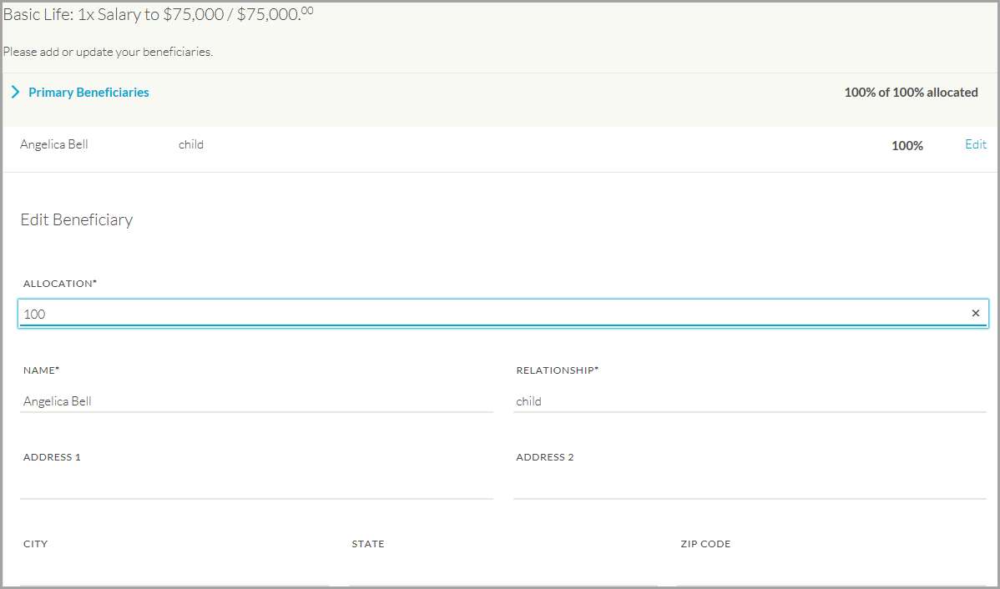 Basic Life: 1x Salary to $75,000 / $75,000.00
Please add or update your beneficiaries.
Primary Beneficiaries 100% of 100% allocated
Angelica Bell child 100% Edit
Edit Beneficiary
ALLOCATION*
100 ×
NAME* RELATIONSHIP*
Angelica Bell child
ADDRESS 1 ADDRESS 2
CITY STATE ZIP CODE